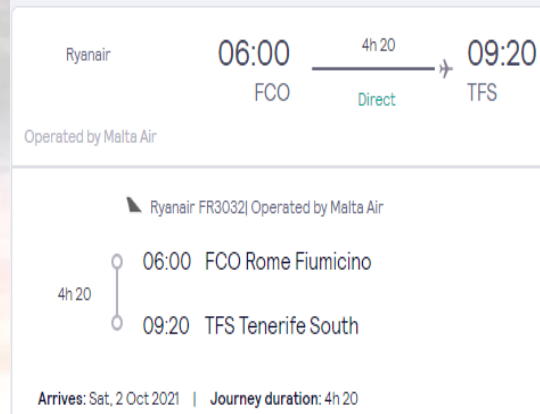 Ryanair 06:00 4h 20 09:20
FCO Direct TFS
Operated by Malta Air
Ryanair FR3032| Operated by Malta Air
06:00 FCO Rome Fiumicino
4h 20
09:20 TFS Tenerife South
Arrives: Sat, 2 Oct 2021 | Journey duration: 4h 20